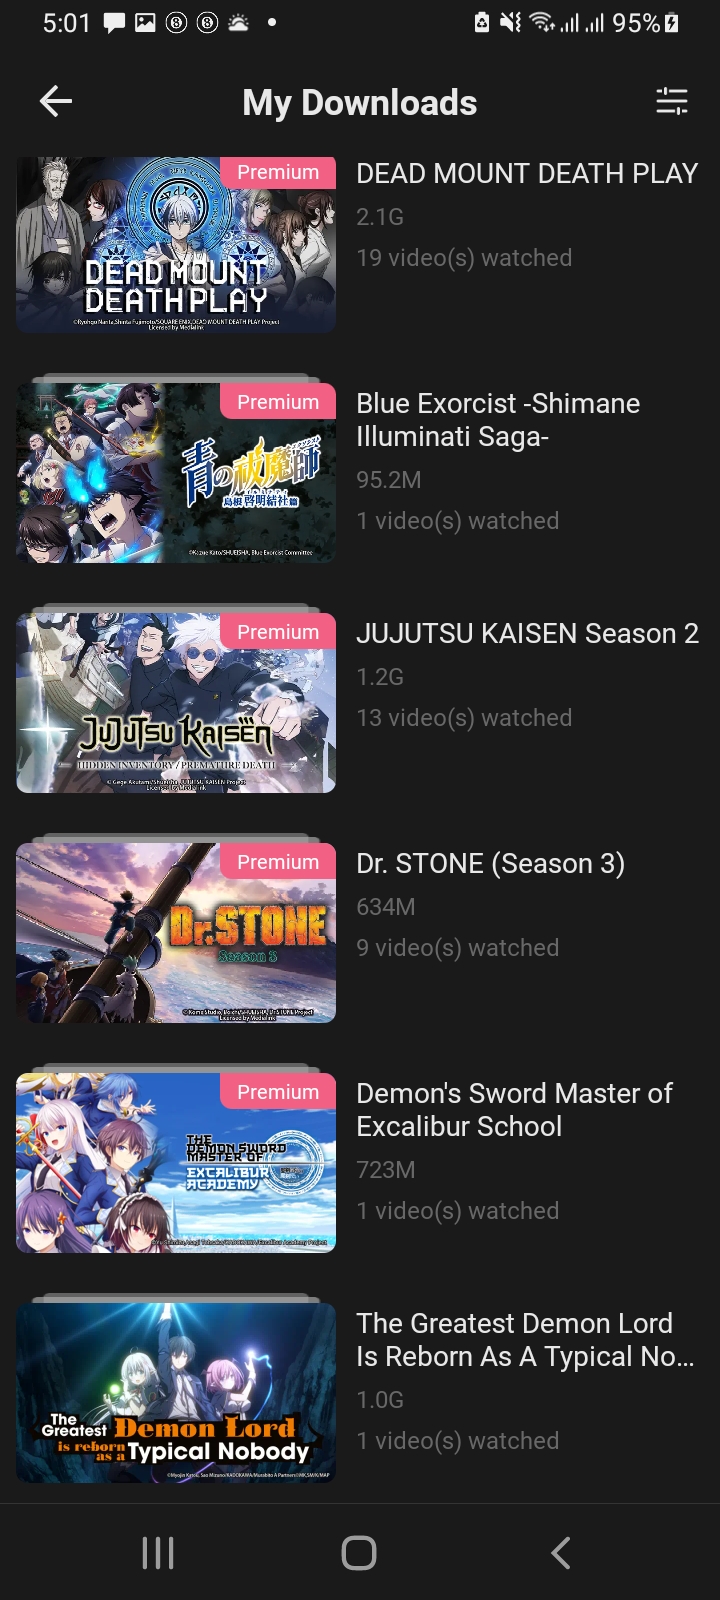 5:01
95%
My Downloads
Premium
DEAD MOUNT
DEATH PLAY
©Ryohgo Narita,Shinta Fujimoto/SQUARE ENIX,DEAD MOUNT DEATH PLAY Project
Licensed by Medialink
DEAD MOUNT DEATH PLAY
2.1G
19 video(s) watched
Premium
青の祓魔師
島根啓明結社篇
©Kazue Kato/SHUEISHA, Blue Exorcist Committee
Blue Exorcist -Shimane
Illuminati Saga-
95.2M
1 video(s) watched
Premium
JUJUTSU KAISEN
HIDDEN INVENTORY / PREMATURE DEATH
© Gege Akutami/Shueisha, JUJUTSU KAISEN Project
Licensed by Medialink
JUJUTSU KAISEN Season 2
1.2G
13 video(s) watched
Premium
Dr.STONE
Season 3
Licensed by Medialink
Dr. STONE (Season 3)
634M
9 video(s) watched
Premium
THE
DEMON SWORD
MASTER OF
EXCALIBUR
ACADEMY
Demon's Sword Master of
Excalibur School
723M
1 video(s) watched
The
Greatest Demon Lord
is reborn
as a Typical Nobody
The Greatest Demon Lord
Is Reborn As A Typical No...
1.0G
1 video(s) watched